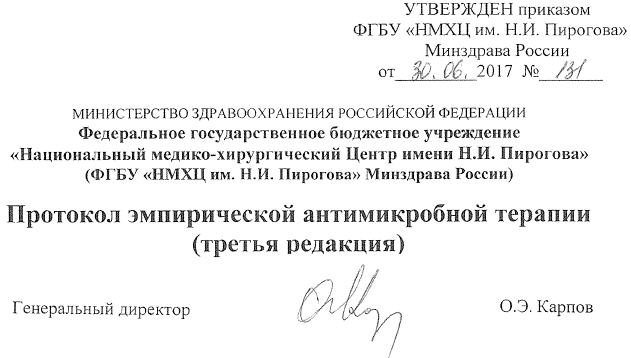 УТВЕРЖДЕН приказом
ФГБУ «НМХЦ им. Н.И. Пирогова»
Минздрава России
от 30.06. 2017 № 131
МИНИСТЕРСТВО ЗДРАВООХРАНЕНИЯ РОССИЙСКОЙ ФЕДЕРАЦИИ
Федеральное государственное бюджетное учреждение
«Национальный медико-хирургический Центр имени Н.И. Пирогова»
(ФГБУ «НМХЦ им. Н.И. Пирогова» Минздрава России)
Протокол эмпирической антимикробной терапии
(третья редакция)
Генеральный директор О.Э. Карпов